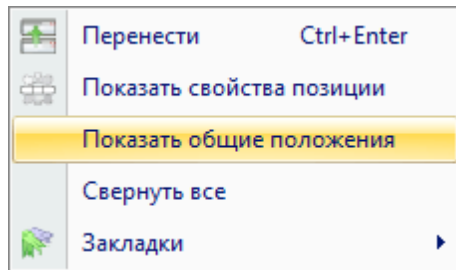 Перенести Ctrl+Enter
Показать свойства позиции
Показать общие положения
Свернуть все
Закладки